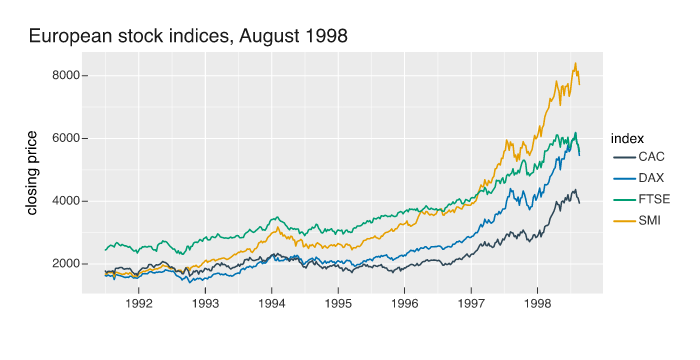 European stock indices, August 1998
closing price
8000
6000
4000
2000
1992 1993 1994 1995 1996 1997 1998
index
CAC
DAX
FTSE
SMI